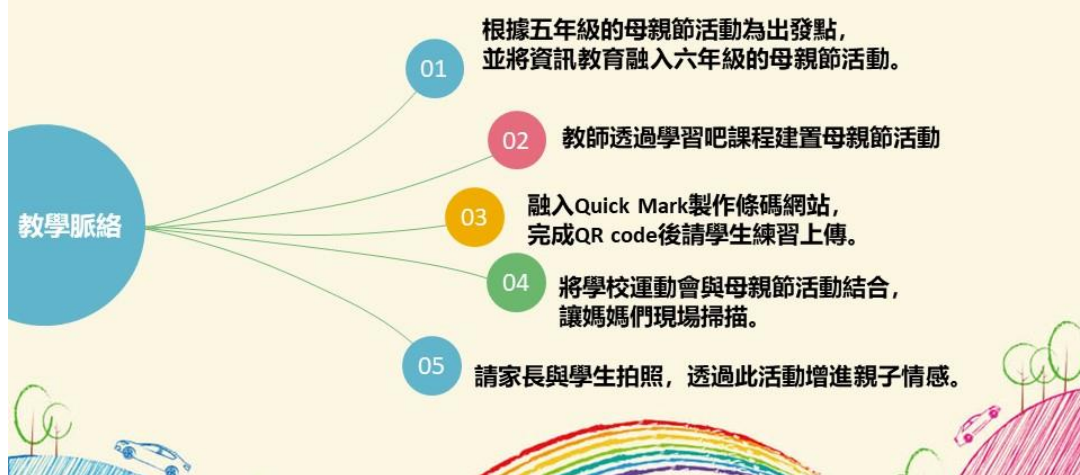 根據五年級的母親節活動為出發點，
01
並將資訊教育融入六年級的母親節活動。
02
教師透過學習吧課程建置母親節活動
教學脈絡
03
融入Quick Mark製作條碼網站，
完成QR code後請學生練習上傳。
04
將學校運動會與母親節活動結合，
讓媽媽們現場掃描。
05
請家長與學生拍照，透過此活動增進親子情感。